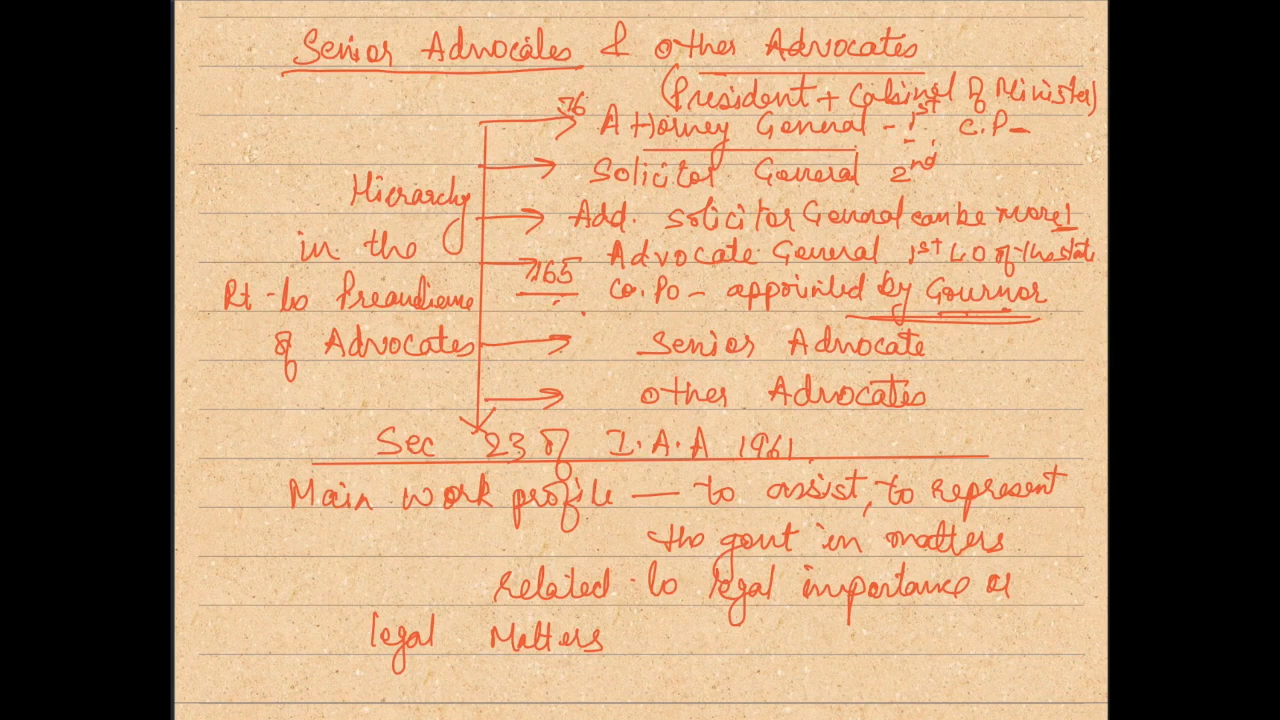 Senior Advocates & other Advocates
(President + Cabinet of Minister)
76 Attorney General - 1st C.P-
Solicitor General 2nd
Hierarchy
Add. solicitor General can be more1
in the
Advocate General 1st L.O of the state
165
Rt to Preaudience
Co. Po - appointed by Governor
of Advocates
Senior Advocate
other Advocates
Sec 23 of I.A.A 1961
Main work profile — to assist, to represent
the govt in matters
related to legal importance or
legal Matters